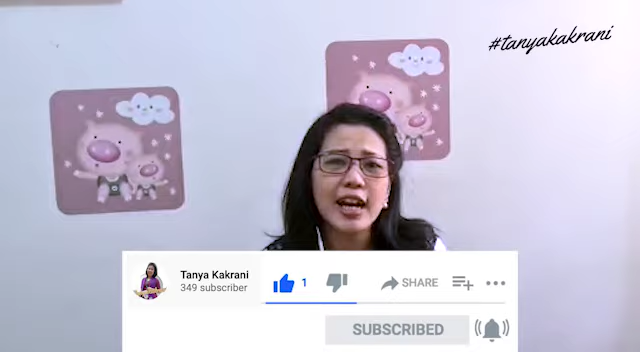 #tanyakakrani
Tanya Kakrani
349 subscriber
1
SHARE
SUBSCRIBED